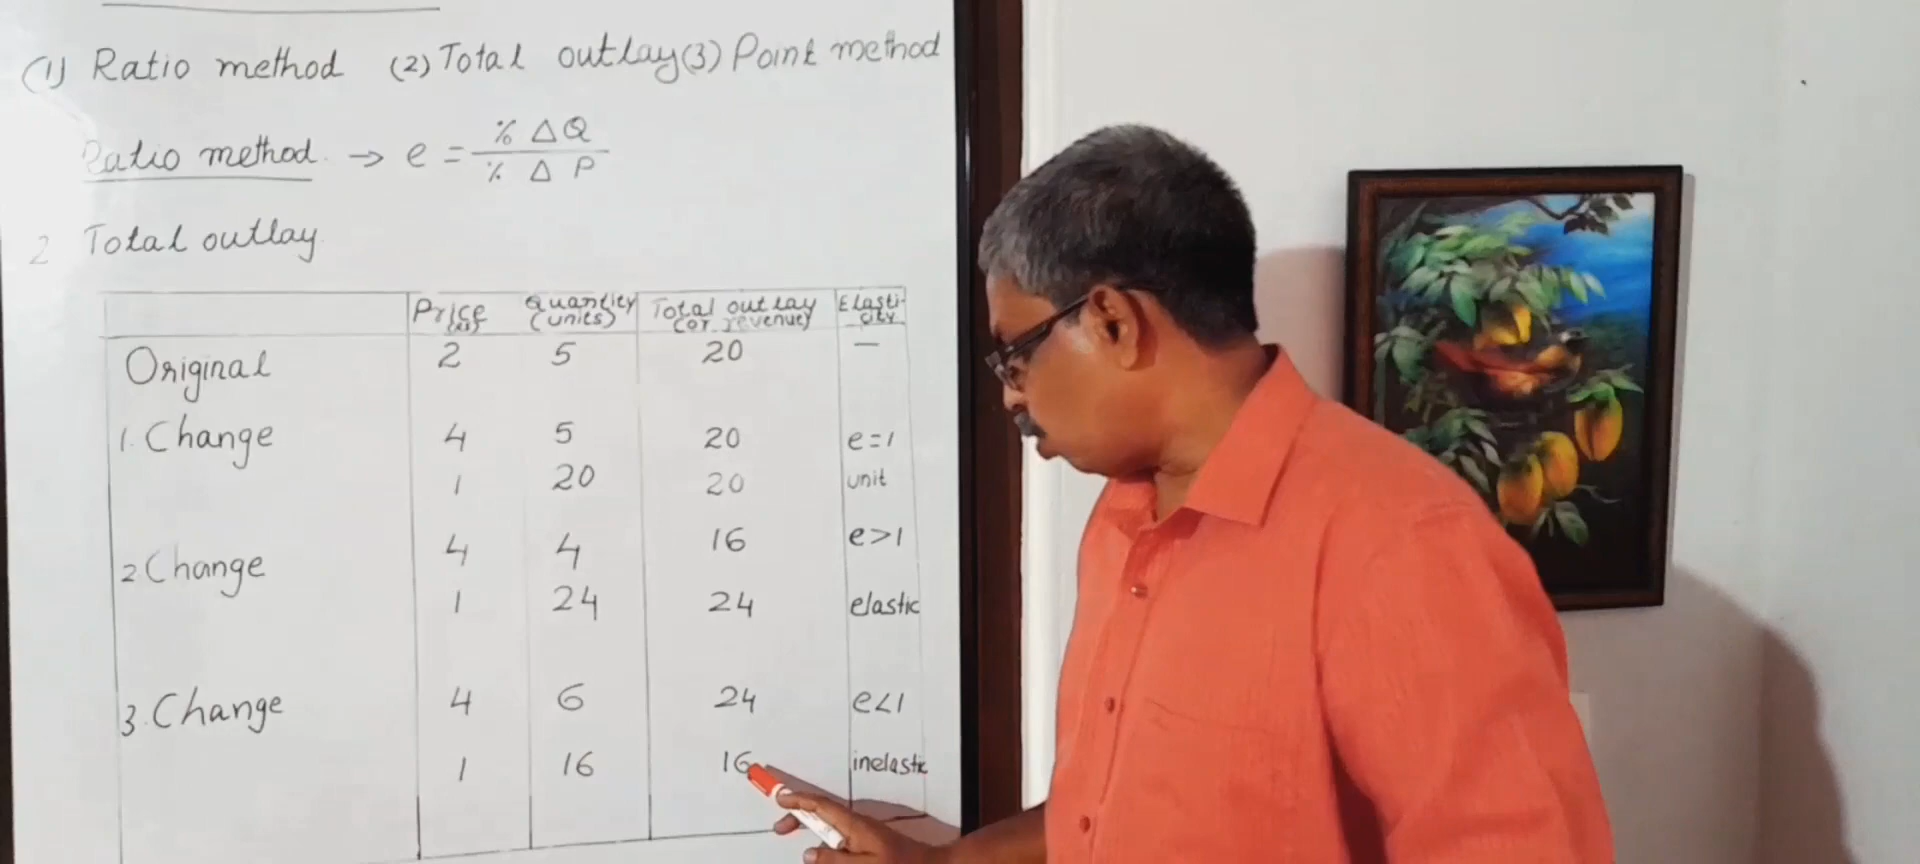 (1) Ratio method (2) Total outlay (3) Point method
Ratio method → e = % ΔQ / % Δ P
2 Total outlay
Price Quantity (units) Total outlay (or revenue) Elasticity
Original 2 5 20 —
1. Change 4 5 20 e=1
1 20 20 unit
2 Change 4 4 16 e>1
1 24 24 elastic
3. Change 4 6 24 e<1
1 16 16 inelastic